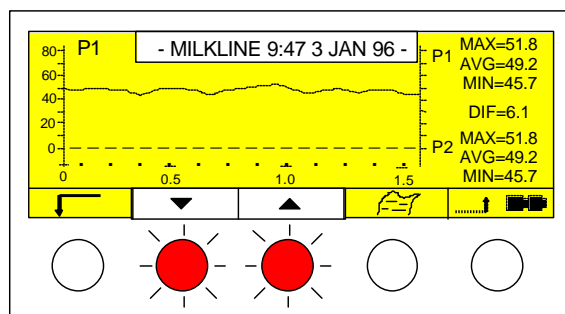 - MILKLINE 9:47 3 JAN 96 -
P1
80
60
40
20
0
0 0.5 1.0 1.5
P1
P2
MAX=51.8
AVG=49.2
MIN=45.7
DIF=6.1
MAX=51.8
AVG=49.2
MIN=45.7